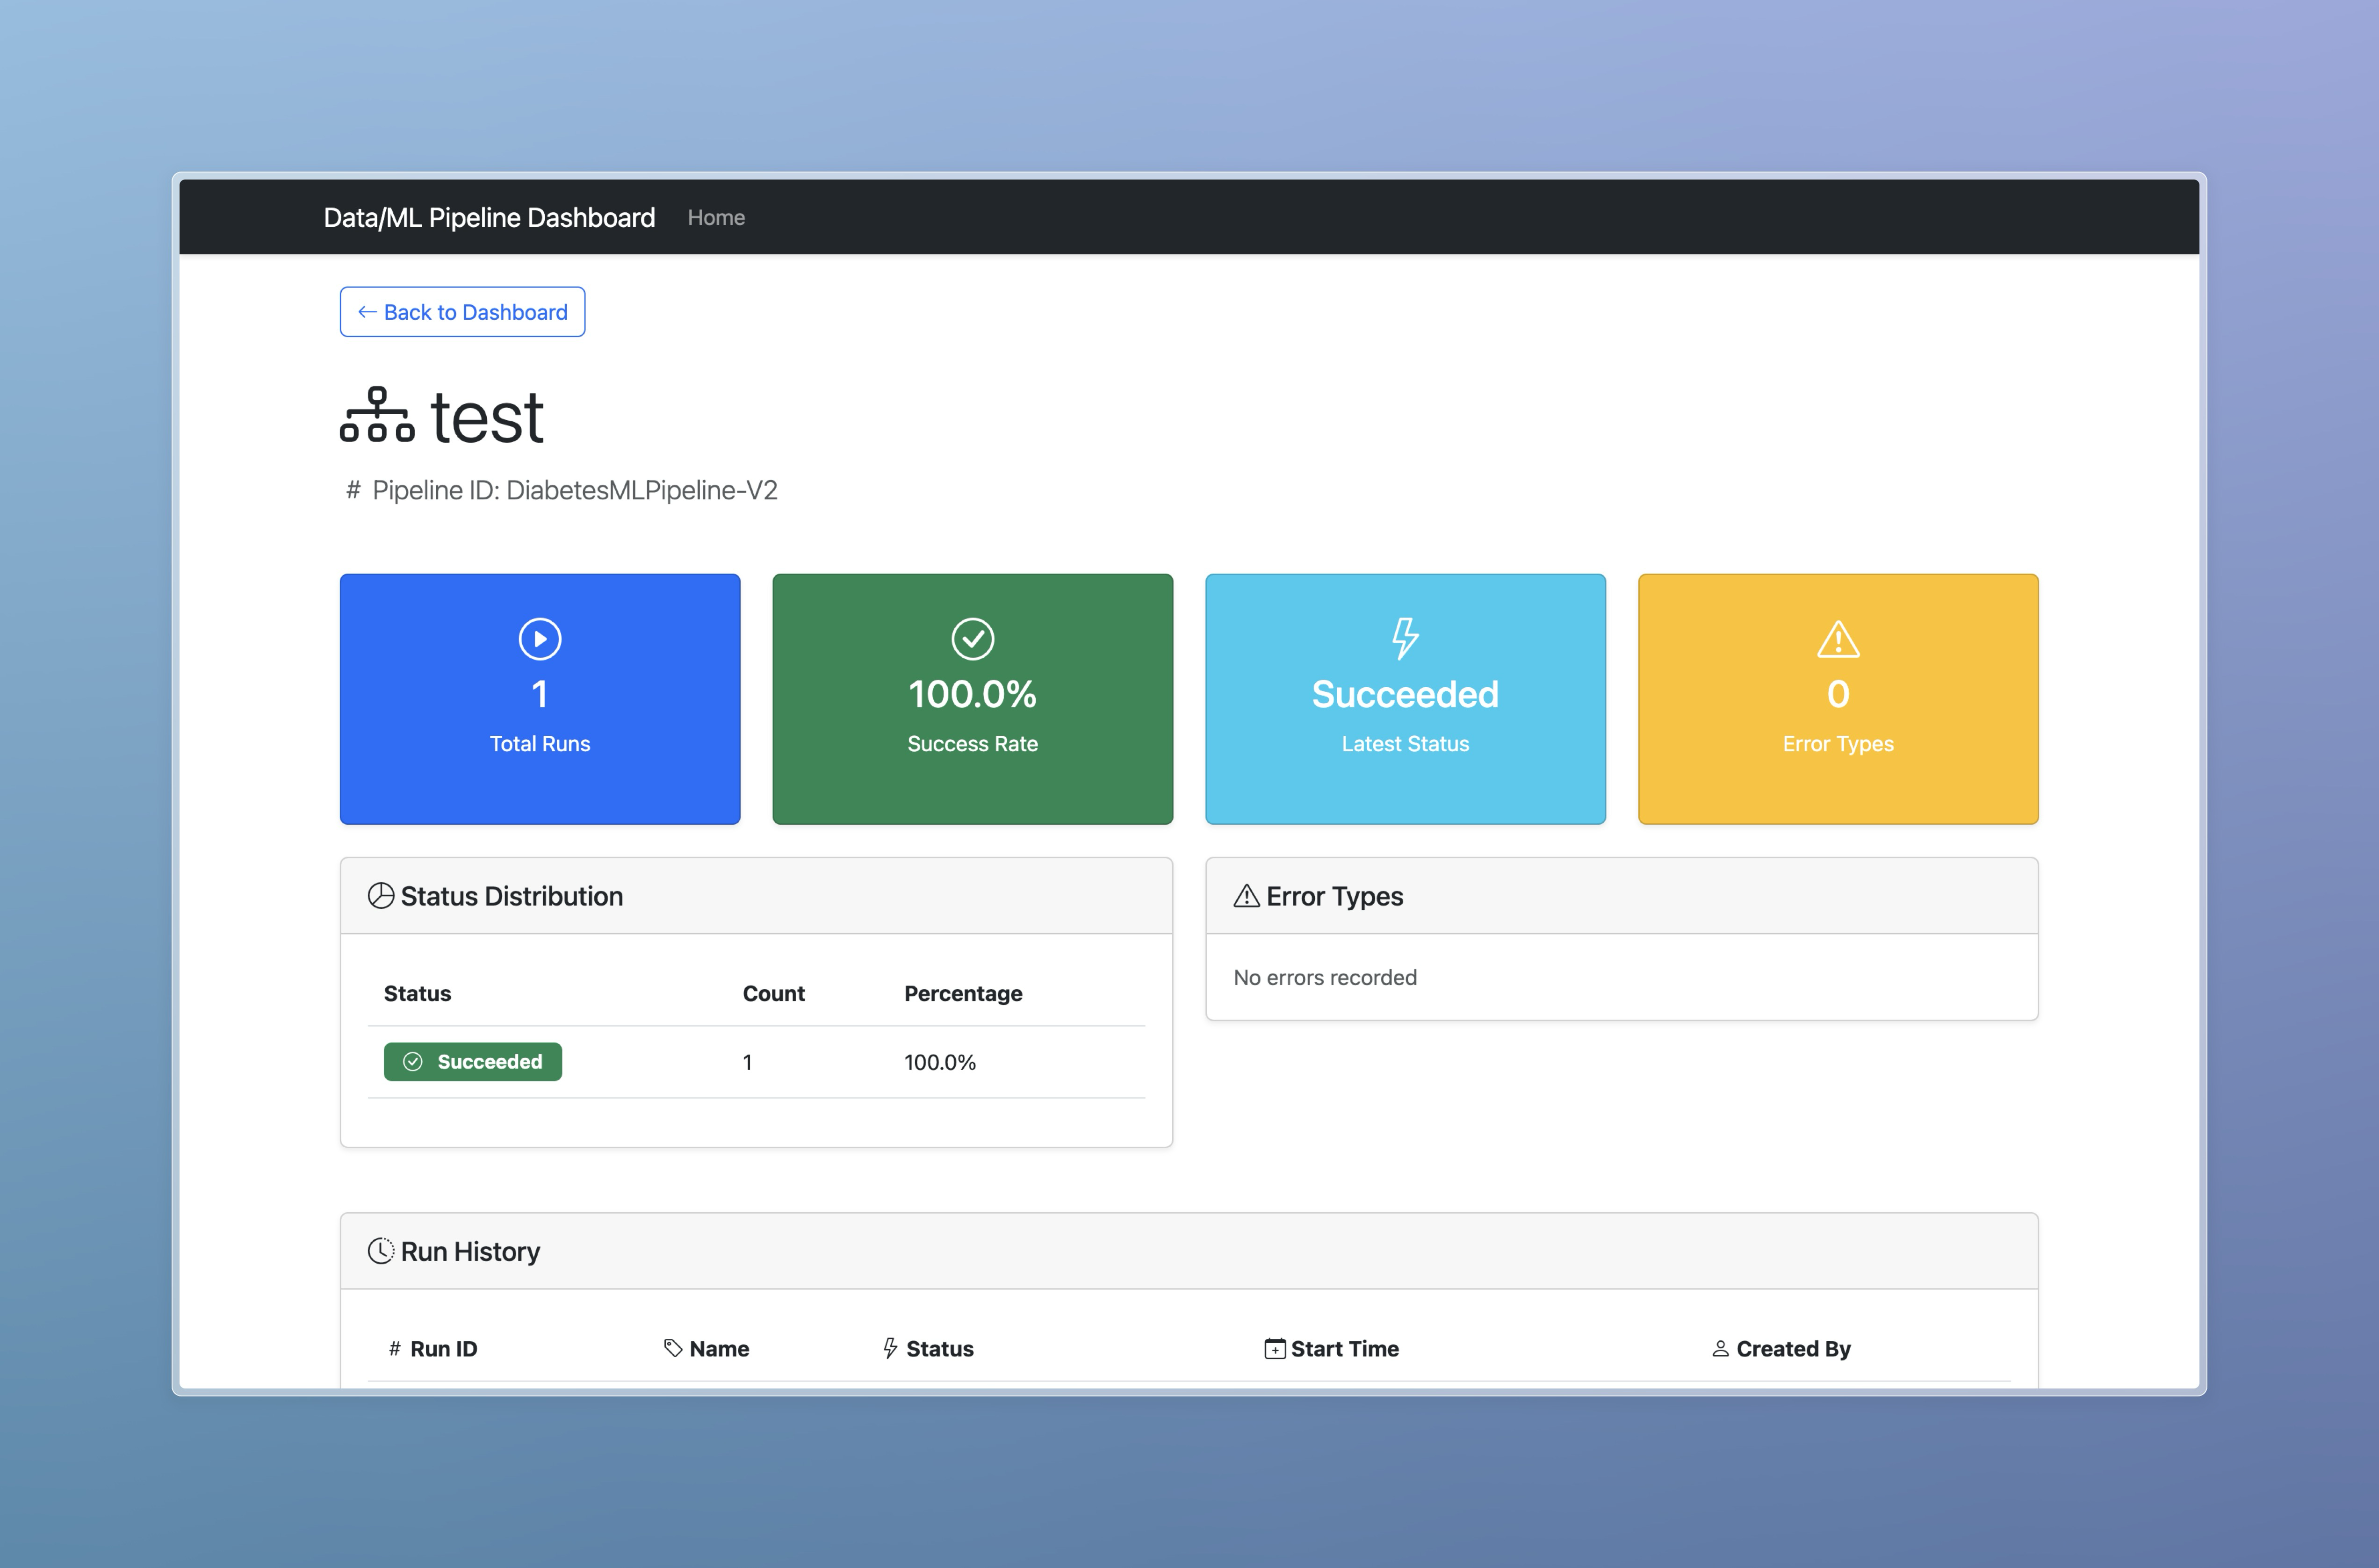 Data/ML Pipeline Dashboard Home
← Back to Dashboard
test
# Pipeline ID: DiabetesMLPipeline-V2
1
Total Runs
100.0%
Success Rate
Succeeded
Latest Status
0
Error Types
Status Distribution
Status Count Percentage
Succeeded 1 100.0%
Error Types
No errors recorded
Run History
# Run ID Name Status Start Time Created By